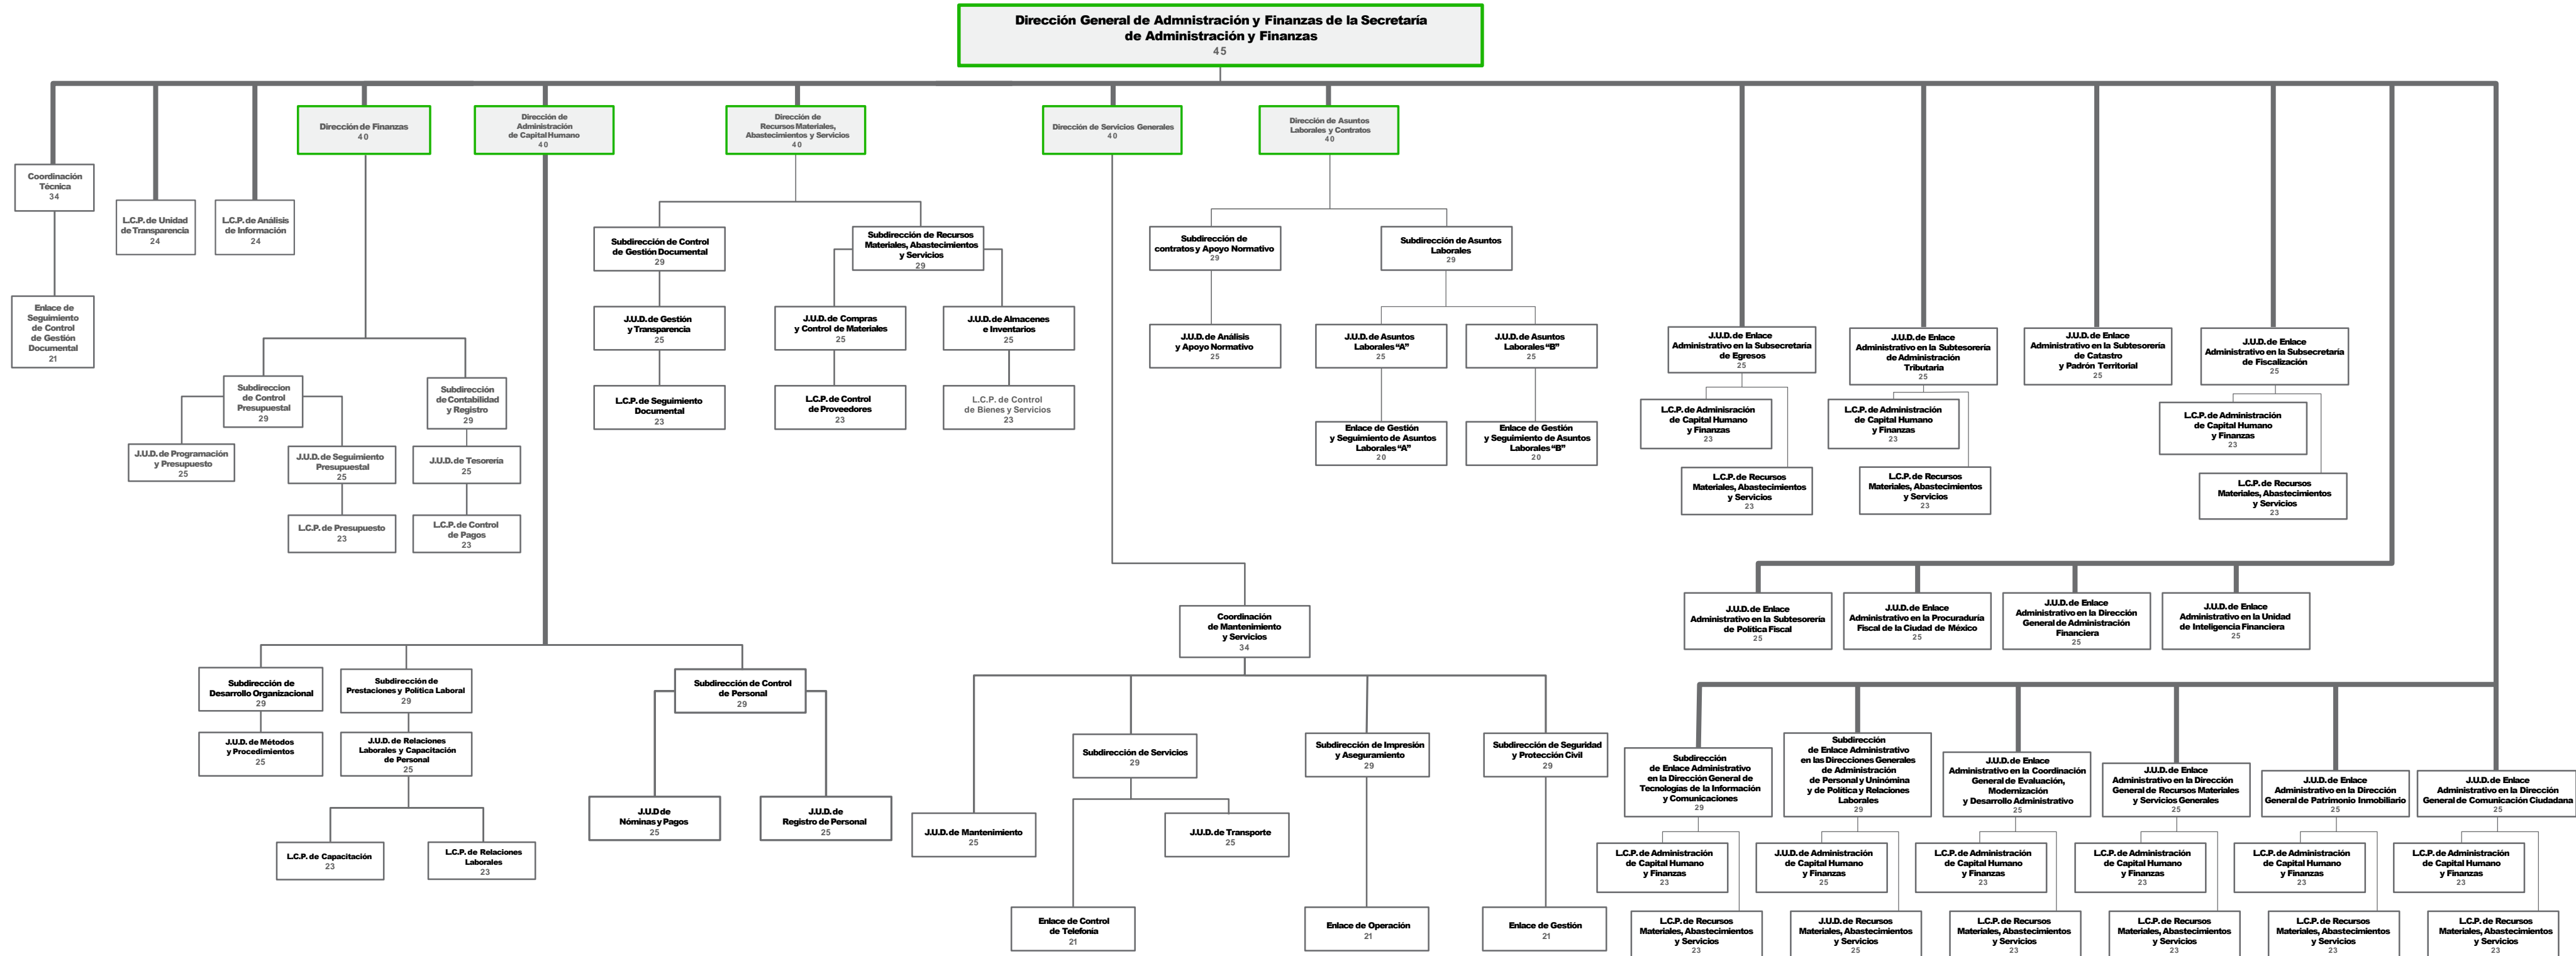 Dirección General de Admnistración y Finanzas de la Secretaría
de Administración y Finanzas
45
Dirección de Finanzas
40
Dirección de
Administración
de Capital Humano
40
Dirección de
Recursos Materiales,
Abastecimientos y Servicios
40
Dirección de Servicios Generales
40
Dirección de Asuntos
Laborales y Contratos
40
Coordinación
Técnica
34
L.C.P. de Unidad
de Transparencia
24
L.C.P. de Análisis
de Información
24
Enlace de
Seguimiento
de Control
de Gestión
Documental
21
Subdireccion
de Control
Presupuestal
29
Subdirección
de Contabilidad
y Registro
29
J.U.D. de Programación
y Presupuesto
25
J.U.D. de Seguimiento
Presupuestal
25
J.U.D. de Tesorería
25
L.C.P. de Presupuesto
23
L.C.P. de Control
de Pagos
23
Subdirección de Control
de Gestión Documental
29
Subdirección de Recursos
Materiales, Abastecimientos
y Servicios
29
J.U.D. de Gestión
y Transparencia
25
J.U.D. de Compras
y Control de Materiales
25
J.U.D. de Almacenes
e Inventarios
25
L.C.P. de Seguimiento
Documental
23
L.C.P. de Control
de Proveedores
23
L.C.P. de Control
de Bienes y Servicios
23
Subdirección de
contratos y Apoyo Normativo
29
Subdirección de Asuntos
Laborales
29
J.U.D. de Análisis
y Apoyo Normativo
25
J.U.D. de Asuntos
Laborales “A”
25
J.U.D. de Asuntos
Laborales “B”
25
Enlace de Gestión
y Seguimiento de Asuntos
Laborales “A”
20
Enlace de Gestión
y Seguimiento de Asuntos
Laborales “B”
20
J.U.D. de Enlace
Administrativo en la Subsecretaría
de Egresos
25
J.U.D. de Enlace
Administrativo en la Subtesorería
de Administración
Tributaria
25
J.U.D. de Enlace
Administrativo en la Subtesorería
de Catastro
y Padrón Territorial
25
J.U.D. de Enlace
Administrativo en la Subsecretaría
de Fiscalización
25
L.C.P. de Adminisración
de Capital Humano
y Finanzas
23
L.C.P. de Administración
de Capital Humano
y Finanzas
23
L.C.P. de Administración
de Capital Humano
y Finanzas
23
L.C.P. de Recursos
Materiales, Abastecimientos
y Servicios
23
L.C.P. de Recursos
Materiales, Abastecimientos
y Servicios
23
L.C.P. de Recursos
Materiales, Abastecimientos
y Servicios
23
J.U.D. de Enlace
Administrativo en la Subtesorería
de Política Fiscal
25
J.U.D. de Enlace
Administrativo en la Procuraduría
Fiscal de la Ciudad de México
25
J.U.D. de Enlace
Administrativo en la Dirección
General de Administración
Financiera
25
J.U.D. de Enlace
Administrativo en la Unidad
de Inteligencia Financiera
25
Coordinación
de Mantenimiento
y Servicios
34
Subdirección de
Desarrollo Organizacional
29
Subdirección de
Prestaciones y Política Laboral
29
Subdirección de Control
de Personal
29
J.U.D. de Métodos
y Procedimientos
25
J.U.D. de Relaciones
Laborales y Capacitación
de Personal
25
L.C.P. de Capacitación
23
L.C.P. de Relaciones
Laborales
23
J.U.D de
Nóminas y Pagos
25
J.U.D. de
Registro de Personal
25
Subdirección de Servicios
29
Subdirección de Impresión
y Aseguramiento
29
Subdirección de Seguridad
y Protección Civil
29
J.U.D. de Mantenimiento
25
J.U.D. de Transporte
25
Enlace de Control
de Telefonía
21
Enlace de Operación
21
Enlace de Gestión
21
Subdirección
de Enlace Administrativo
en la Dirección General de
Tecnologías de la Información
y Comunicaciones
29
Subdirección
de Enlace Administrativo
en las Direcciones Generales
de Administración
de Personal y Uninómina
y de Política y Relaciones
Laborales
29
J.U.D. de Enlace
Administrativo en la Coordinación
General de Evaluación,
Modernización
y Desarrollo Administrativo
25
J.U.D. de Enlace
Administrativo en la Dirección
General de Recursos Materiales
y Servicios Generales
25
J.U.D. de Enlace
Administrativo en la Dirección
General de Patrimonio Inmobiliario
25
J.U.D. de Enlace
Administrativo en la Dirección
General de Comunicación Ciudadana
25
L.C.P. de Administración
de Capital Humano
y Finanzas
23
J.U.D. de Administración
de Capital Humano
y Finanzas
25
L.C.P. de Administración
de Capital Humano
y Finanzas
23
L.C.P. de Administración
de Capital Humano
y Finanzas
23
L.C.P. de Administración
de Capital Humano
y Finanzas
23
L.C.P. de Administración
de Capital Humano
y Finanzas
23
L.C.P. de Recursos
Materiales, Abastecimientos
y Servicios
23
J.U.D. de Recursos
Materiales, Abastecimientos
y Servicios
25
L.C.P. de Recursos
Materiales, Abastecimientos
y Servicios
23
L.C.P. de Recursos
Materiales, Abastecimientos
y Servicios
23
L.C.P. de Recursos
Materiales, Abastecimientos
y Servicios
23
L.C.P. de Recursos
Materiales, Abastecimientos
y Servicios
23